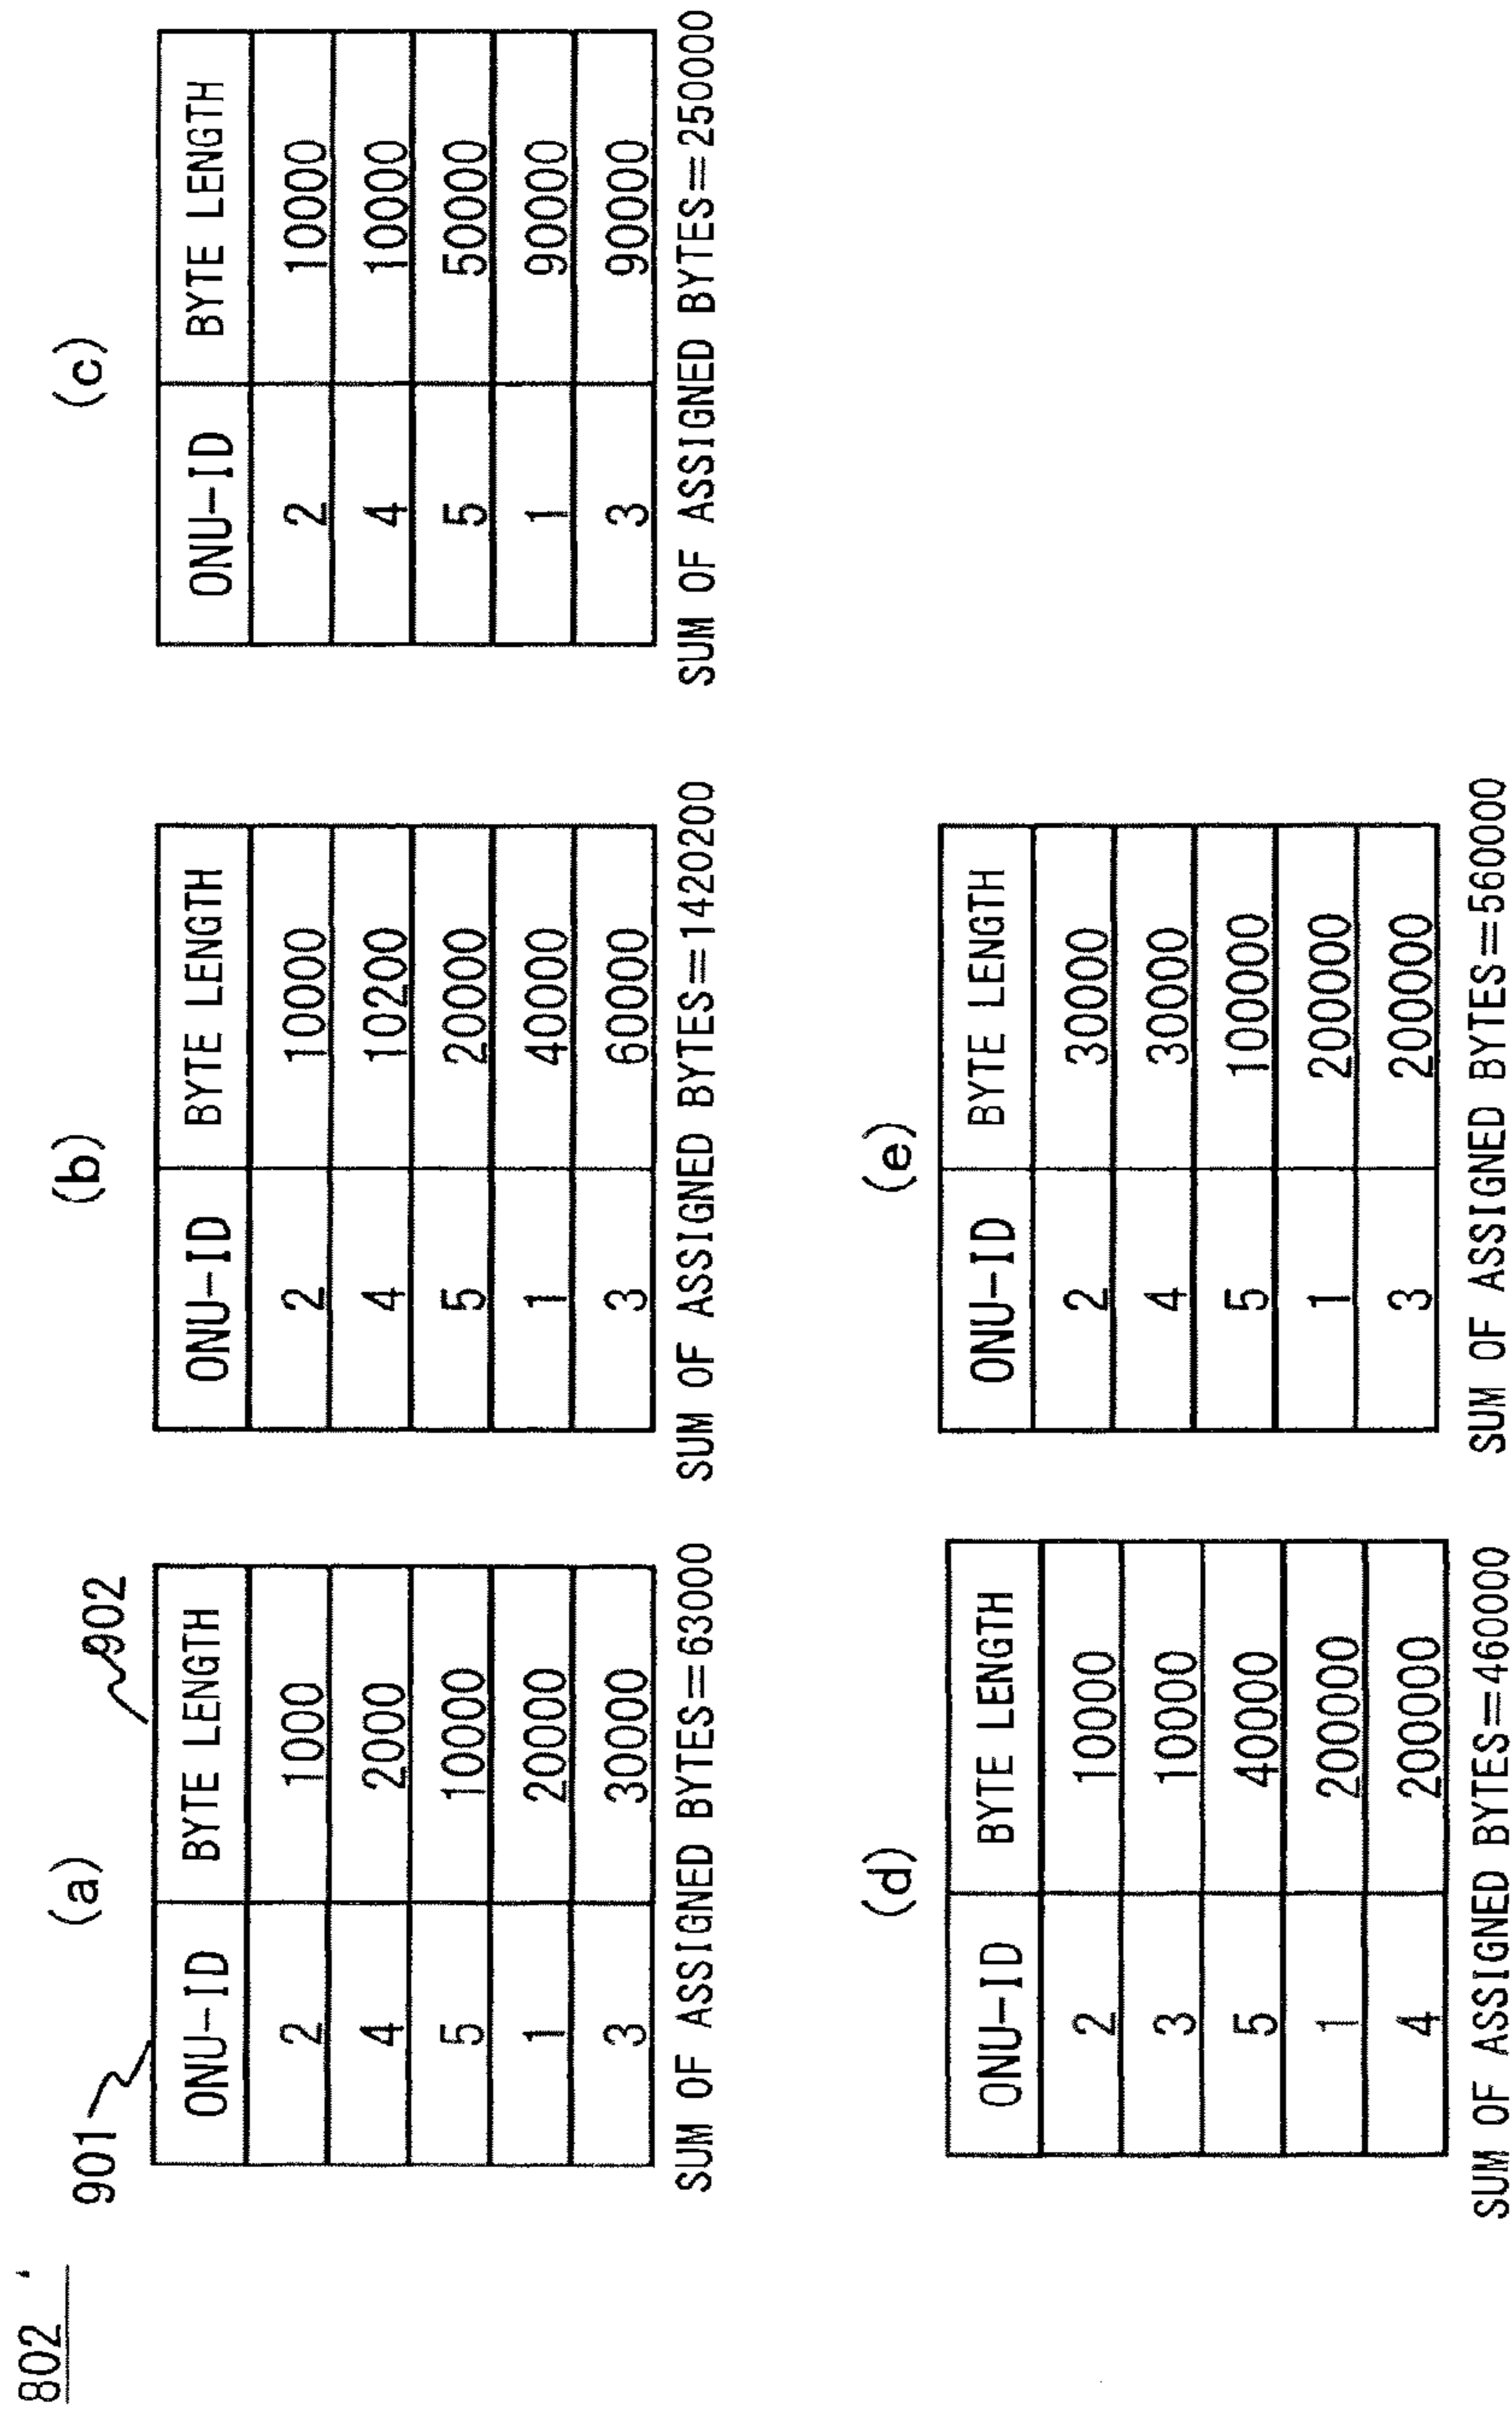 802
(a)
901
902
ONU-ID BYTE LENGTH
2 1000
4 2000
5 10000
1 20000
3 30000
SUM OF ASSIGNED BYTES=63000
(b)
ONU-ID BYTE LENGTH
2 10000
4 10200
5 20000
1 40000
3 60000
SUM OF ASSIGNED BYTES=1420200
(c)
ONU-ID BYTE LENGTH
2 10000
4 10000
5 50000
1 90000
3 90000
SUM OF ASSIGNED BYTES=250000
(d)
ONU-ID BYTE LENGTH
2 10000
3 10000
5 40000
1 200000
4 200000
SUM OF ASSIGNED BYTES=460000
(e)
ONU-ID BYTE LENGTH
2 30000
4 30000
5 100000
1 200000
3 200000
SUM OF ASSIGNED BYTES=560000